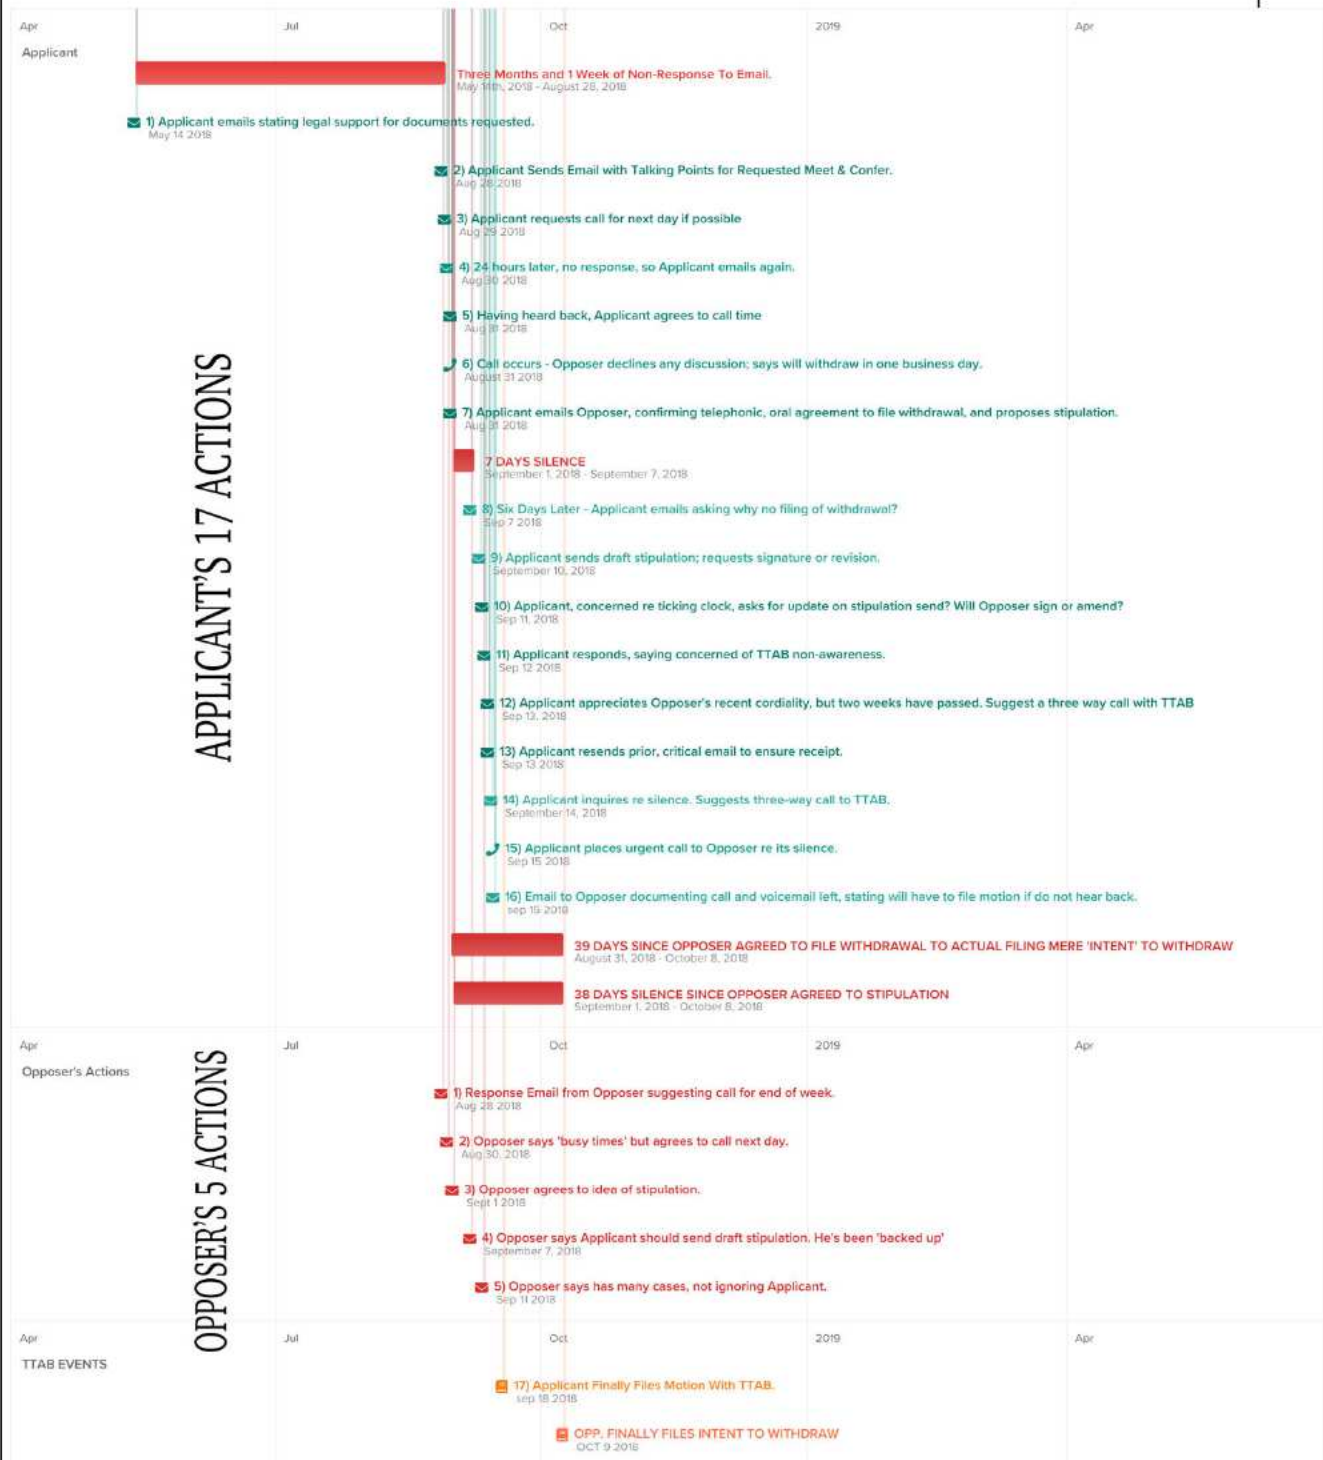 Apr Jul Oct 2019 Apr
Applicant
Three Months and 1 Week of Non-Response To Email.
May 14th, 2018 - August 28, 2018
1) Applicant emails stating legal support for documents requested.
May 14 2018
2) Applicant Sends Email with Talking Points for Requested Meet & Confer.
Aug 28 2018
3) Applicant requests call for next day if possible
Aug 29 2018
4) 24 hours later, no response, so Applicant emails again.
Aug 30 2018
5) Having heard back, Applicant agrees to call time
Aug 31 2018
6) Call occurs - Opposer declines any discussion; says will withdraw in one business day.
August 31 2018
7) Applicant emails Opposer, confirming telephonic, oral agreement to file withdrawal, and proposes stipulation.
Aug 31 2018
7 DAYS SILENCE
September 1, 2018 - September 7, 2018
8) Six Days Later - Applicant emails asking why no filing of withdrawal?
Sep 7 2018
9) Applicant sends draft stipulation; requests signature or revision.
September 10, 2018
10) Applicant, concerned re ticking clock, asks for update on stipulation send? Will Opposer sign or amend?
Sep 11, 2018
11) Applicant responds, saying concerned of TTAB non-awareness.
Sep 12 2018
12) Applicant appreciates Opposer's recent cordiality, but two weeks have passed. Suggest a three way call with TTAB
Sep 13, 2018
13) Applicant resends prior, critical email to ensure receipt.
Sep 13 2018
14) Applicant inquires re silence. Suggests three-way call to TTAB.
September 14, 2018
15) Applicant places urgent call to Opposer re its silence.
Sep 15 2018
16) Email to Opposer documenting call and voicemail left, stating will have to file motion if do not hear back.
sep 15 2018
39 DAYS SINCE OPPOSER AGREED TO FILE WITHDRAWAL TO ACTUAL FILING MERE 'INTENT' TO WITHDRAW
August 31, 2018 - October 8, 2018
38 DAYS SILENCE SINCE OPPOSER AGREED TO STIPULATION
September 1, 2018 - October 8, 2018
APPLICANT'S 17 ACTIONS
Apr Jul Oct 2019 Apr
Opposer's Actions
1) Response Email from Opposer suggesting call for end of week.
Aug 28 2018
2) Opposer says 'busy times' but agrees to call next day.
Aug 30, 2018
3) Opposer agrees to idea of stipulation.
Sept 1 2018
4) Opposer says Applicant should send draft stipulation. He's been 'backed up'
September 7, 2018
5) Opposer says has many cases, not ignoring Applicant.
Sep 11 2018
OPPOSER'S 5 ACTIONS
Apr Jul Oct 2019 Apr
TTAB EVENTS
17) Applicant Finally Files Motion With TTAB.
sep 18 2018
OPP. FINALLY FILES INTENT TO WITHDRAW
OCT 9 2018